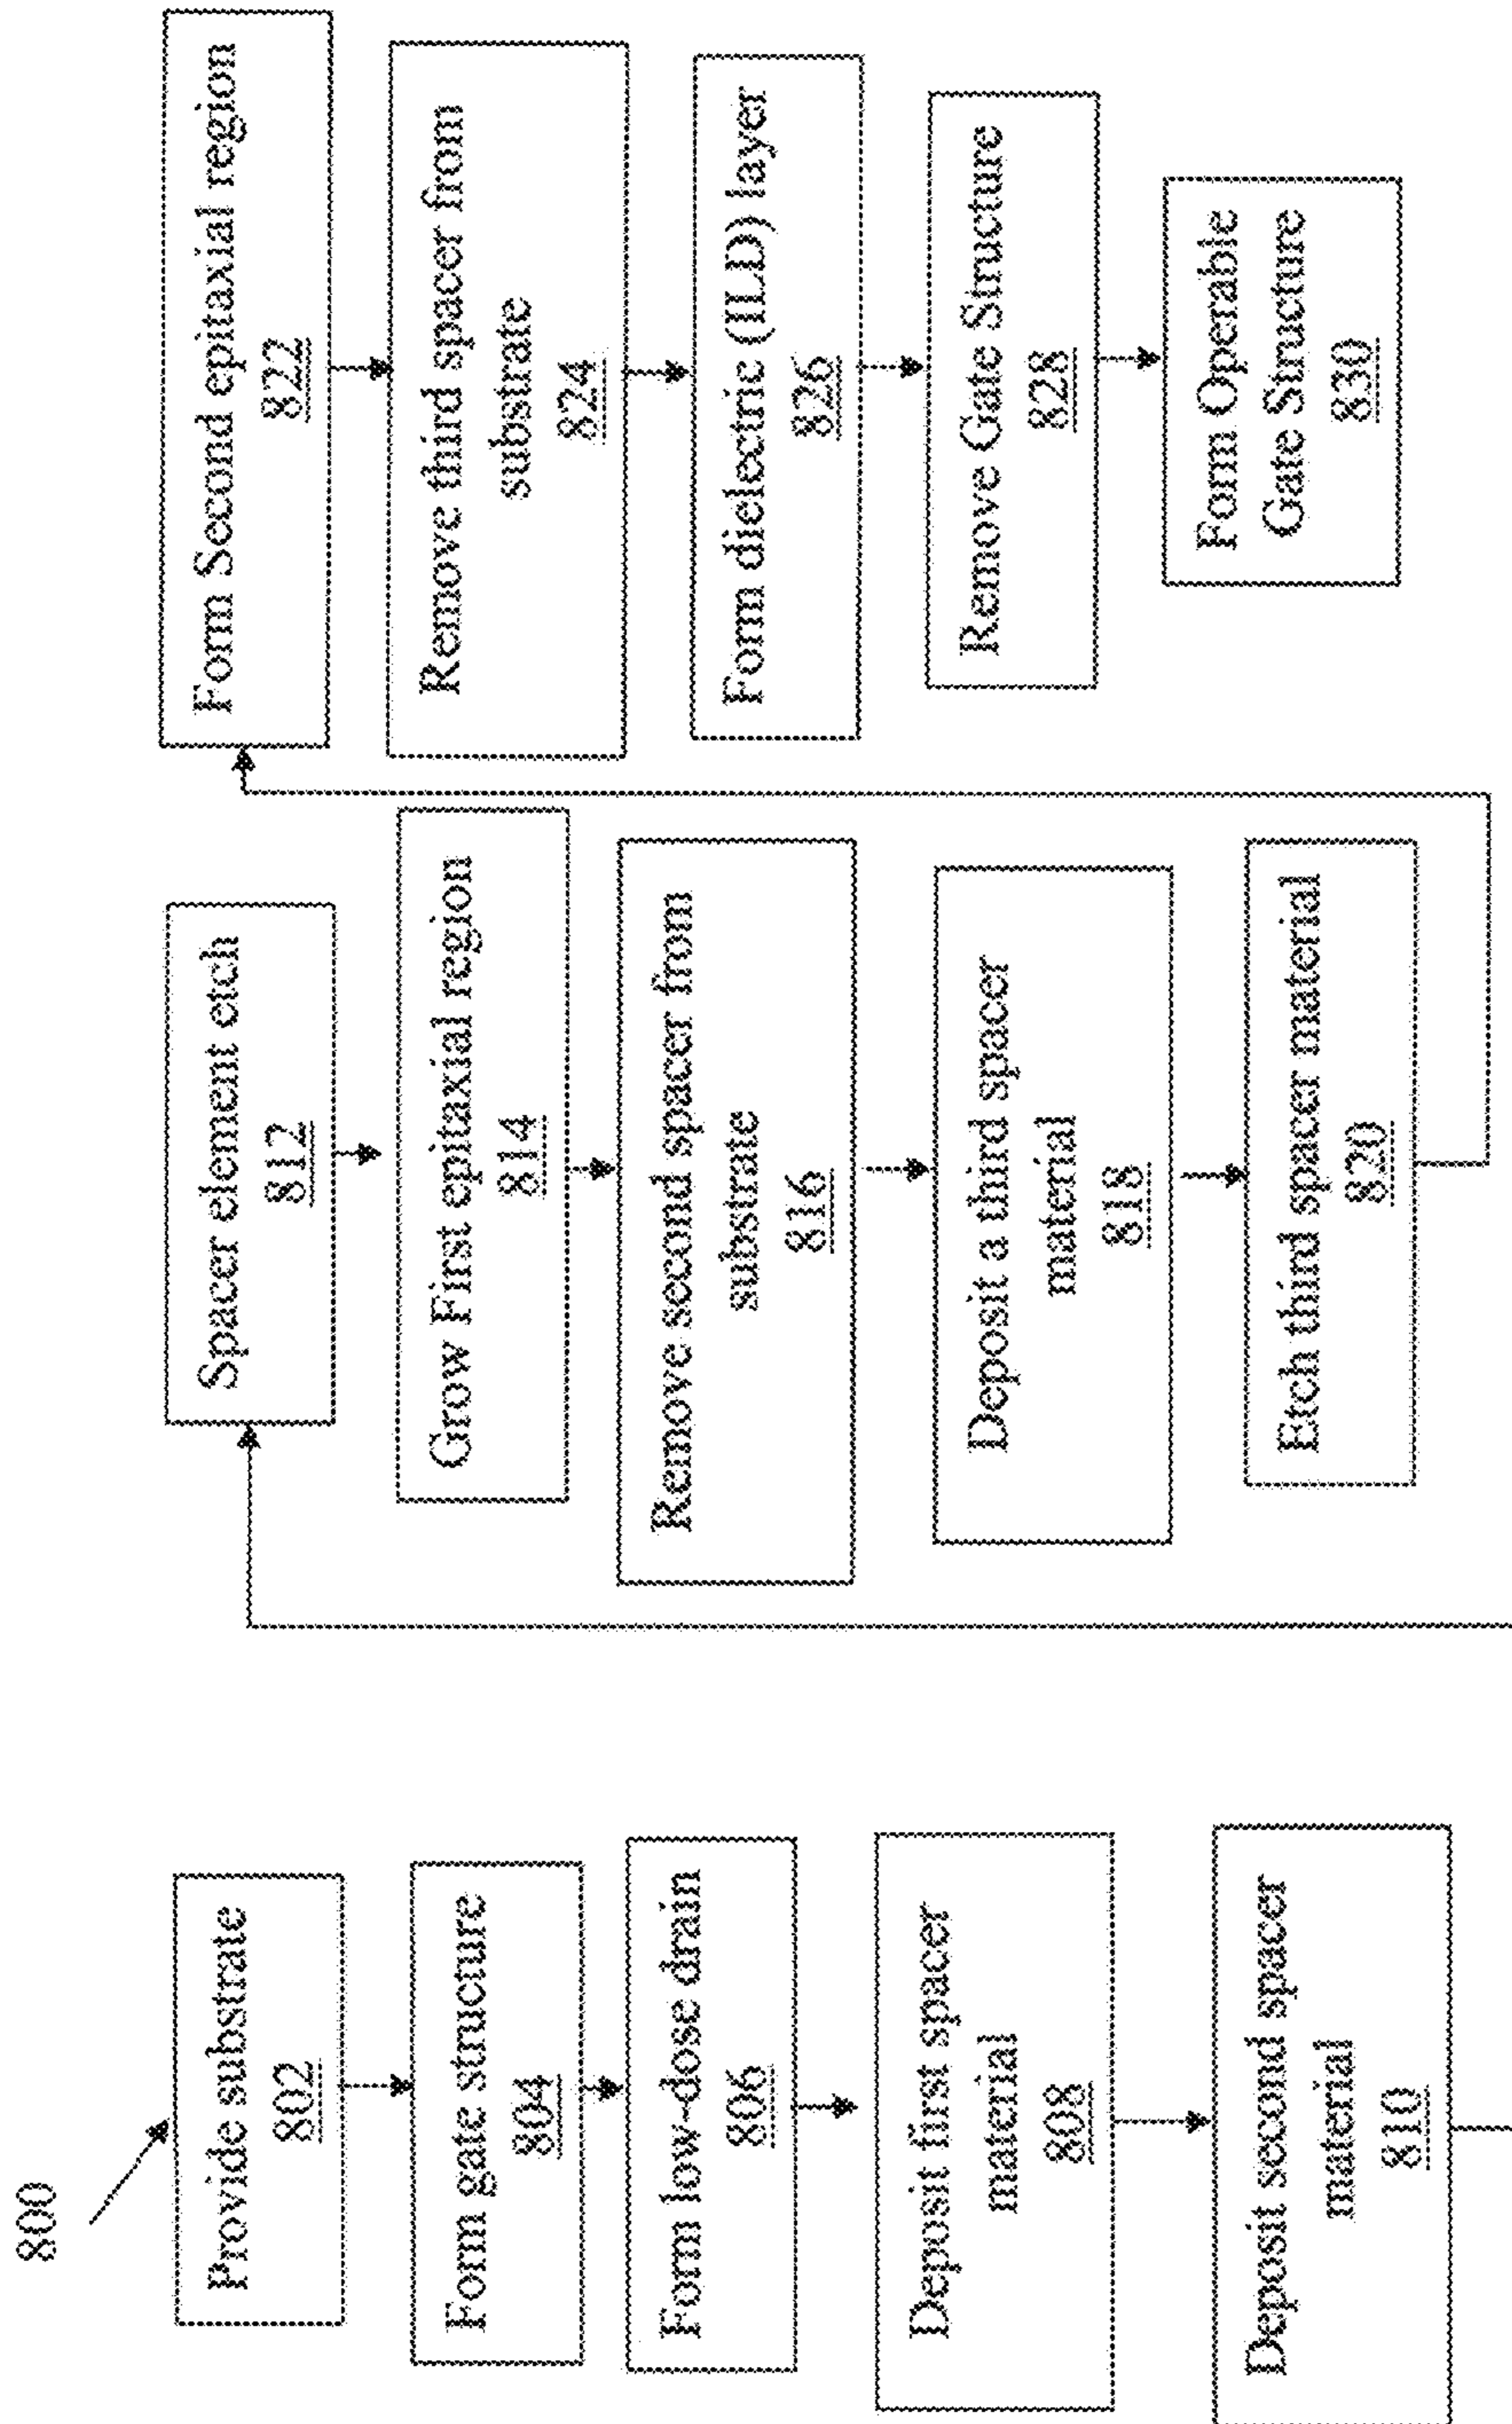 800
Provide substrate
802
Form gate structure
804
Form low-dose drain
806
Deposit first spacer
material
808
Deposit second spacer
material
810
Spacer element etch
812
Grow First epitaxial region
814
Remove second spacer from
substrate
816
Deposit a third spacer
material
818
Etch third spacer material
820
Form Second epitaxial region
822
Remove third spacer from
substrate
824
Form dielectric (ILD) layer
826
Remove Gate Structure
828
Form Operable
Gate Structure
830